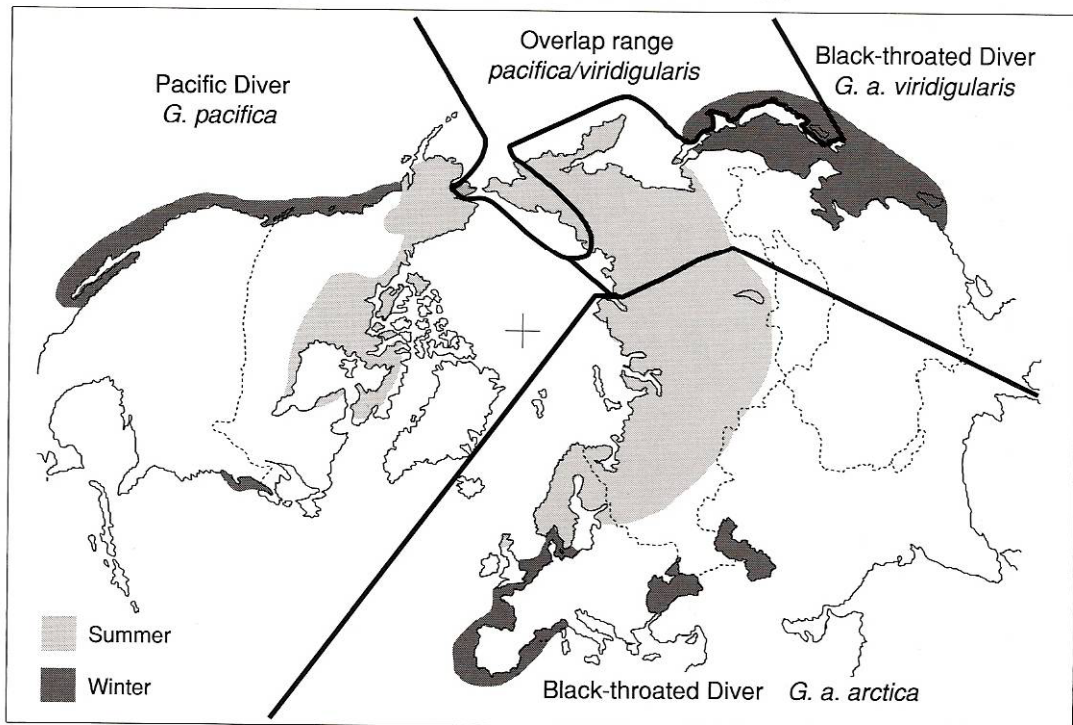 Pacific Diver
G. pacifica
Overlap range
pacifica/viridigularis
Black-throated Diver
G. a. viridigularis
Summer
Winter
Black-throated Diver G. a. arctica